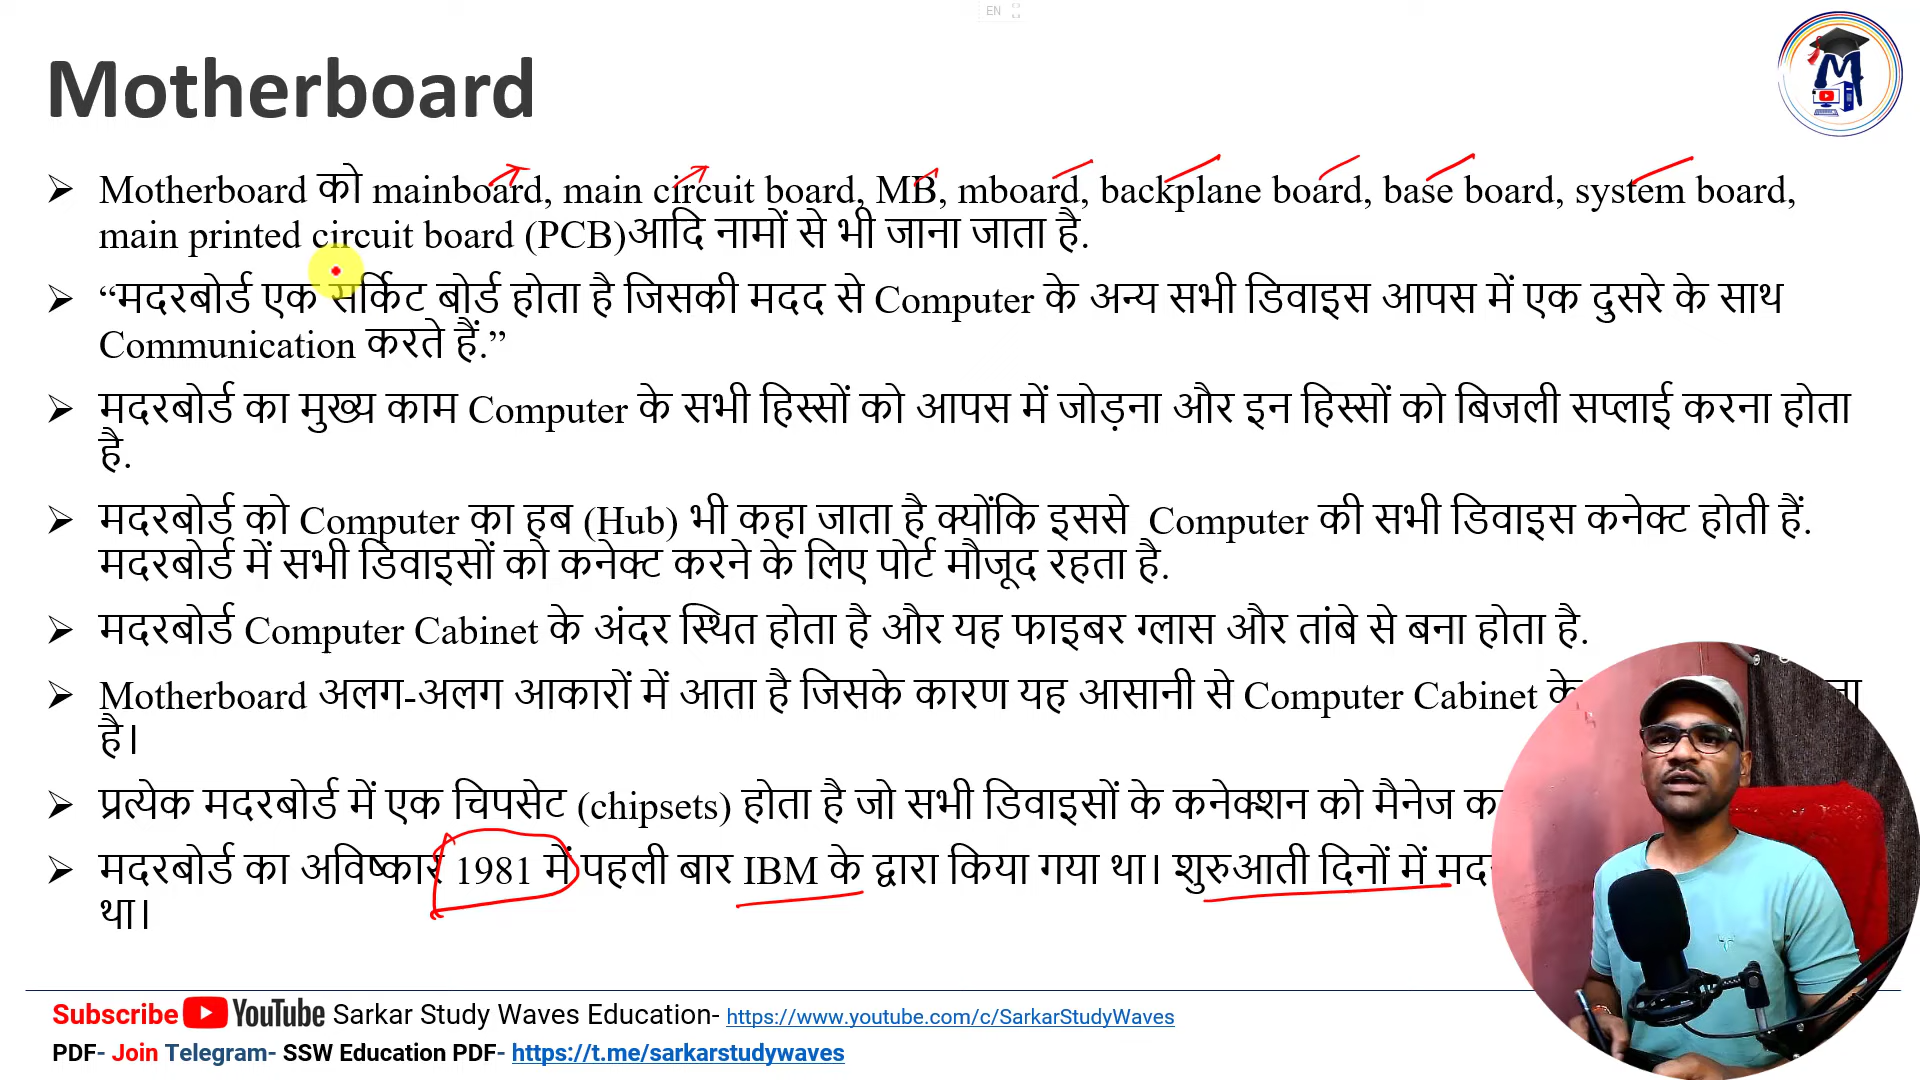 EN
Motherboard
Motherboard को mainboard, main circuit board, MB, mboard, backplane board, base board, system board,
main printed circuit board (PCB)आदि नामों से भी जाना जाता है.
“मदरबोर्ड एक सर्किट बोर्ड होता है जिसकी मदद से Computer के अन्य सभी डिवाइस आपस में एक दुसरे के साथ
Communication करते हैं.”
मदरबोर्ड का मुख्य काम Computer के सभी हिस्सों को आपस में जोड़ना और इन हिस्सों को बिजली सप्लाई करना होता
है.
मदरबोर्ड को Computer का हब (Hub) भी कहा जाता है क्योंकि इससे Computer की सभी डिवाइस कनेक्ट होती हैं.
मदरबोर्ड में सभी डिवाइसों को कनेक्ट करने के लिए पोर्ट मौजूद रहता है.
मदरबोर्ड Computer Cabinet के अंदर स्थित होता है और यह फाइबर ग्लास और तांबे से बना होता है.
Motherboard अलग-अलग आकारों में आता है जिसके कारण यह आसानी से Computer Cabinet के
है।
प्रत्येक मदरबोर्ड में एक चिपसेट (chipsets) होता है जो सभी डिवाइसों के कनेक्शन को मैनेज
मदरबोर्ड का अविष्कार 1981 में पहली बार IBM के द्वारा किया गया था। शुरुआती दिनों में
था।
Subscribe YouTube Sarkar Study Waves Education- https://www.youtube.com/c/SarkarStudyWaves
PDF- Join Telegram- SSW Education PDF- https://t.me/sarkarstudywaves